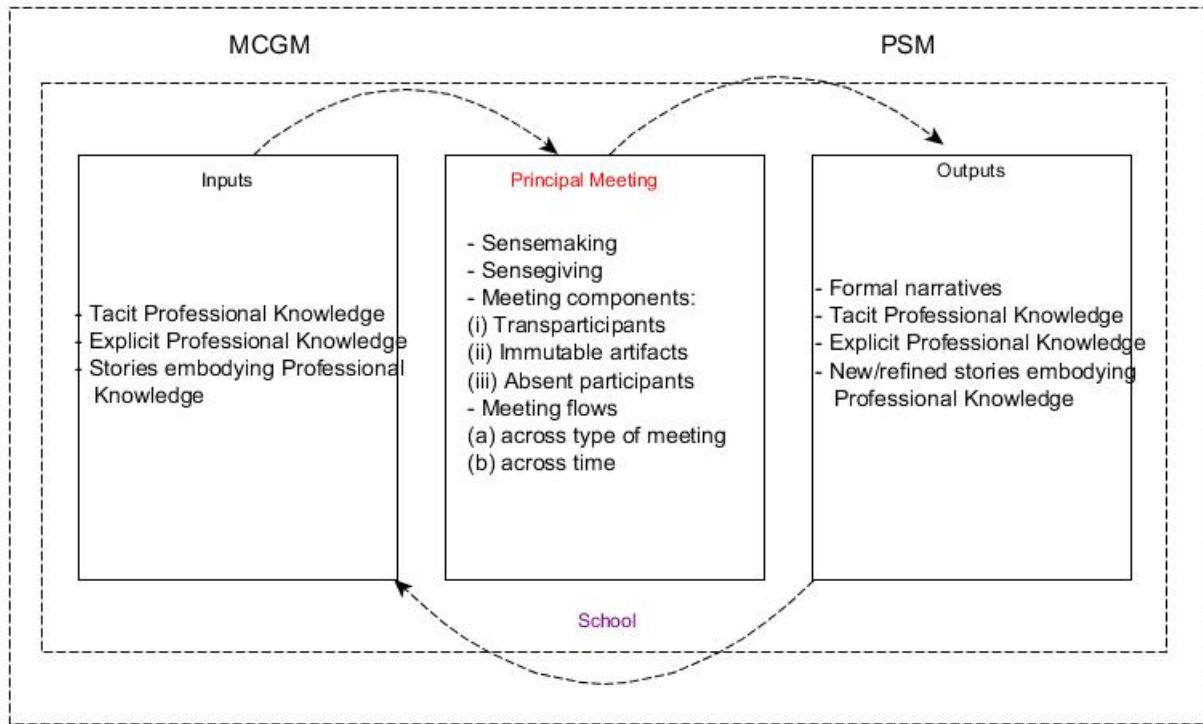 MCGM
PSM
Inputs
- Tacit Professional Knowledge
- Explicit Professional Knowledge
- Stories embodying Professional
Knowledge
Principal Meeting
- Sensemaking
- Sensegiving
- Meeting components:
(i) Transparticipants
(ii) Immutable artifacts
(iii) Absent participants
- Meeting flows
(a) across type of meeting
(b) across time
Outputs
- Formal narratives
- Tacit Professional Knowledge
- Explicit Professional Knowledge
- New/refined stories embodying
Professional Knowledge
School